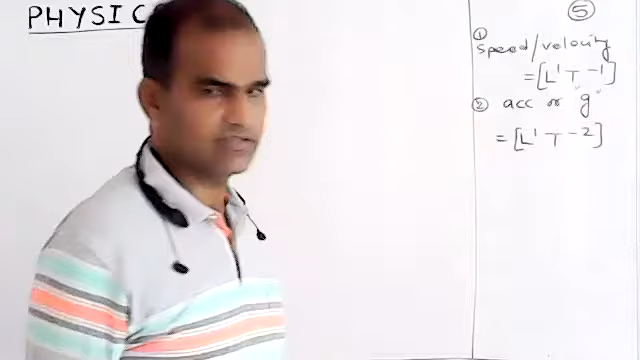 PHYSIC
⑤
① Speed/velocity
= [L¹ T⁻¹]
② acc or "g"
= [L¹ T⁻²]